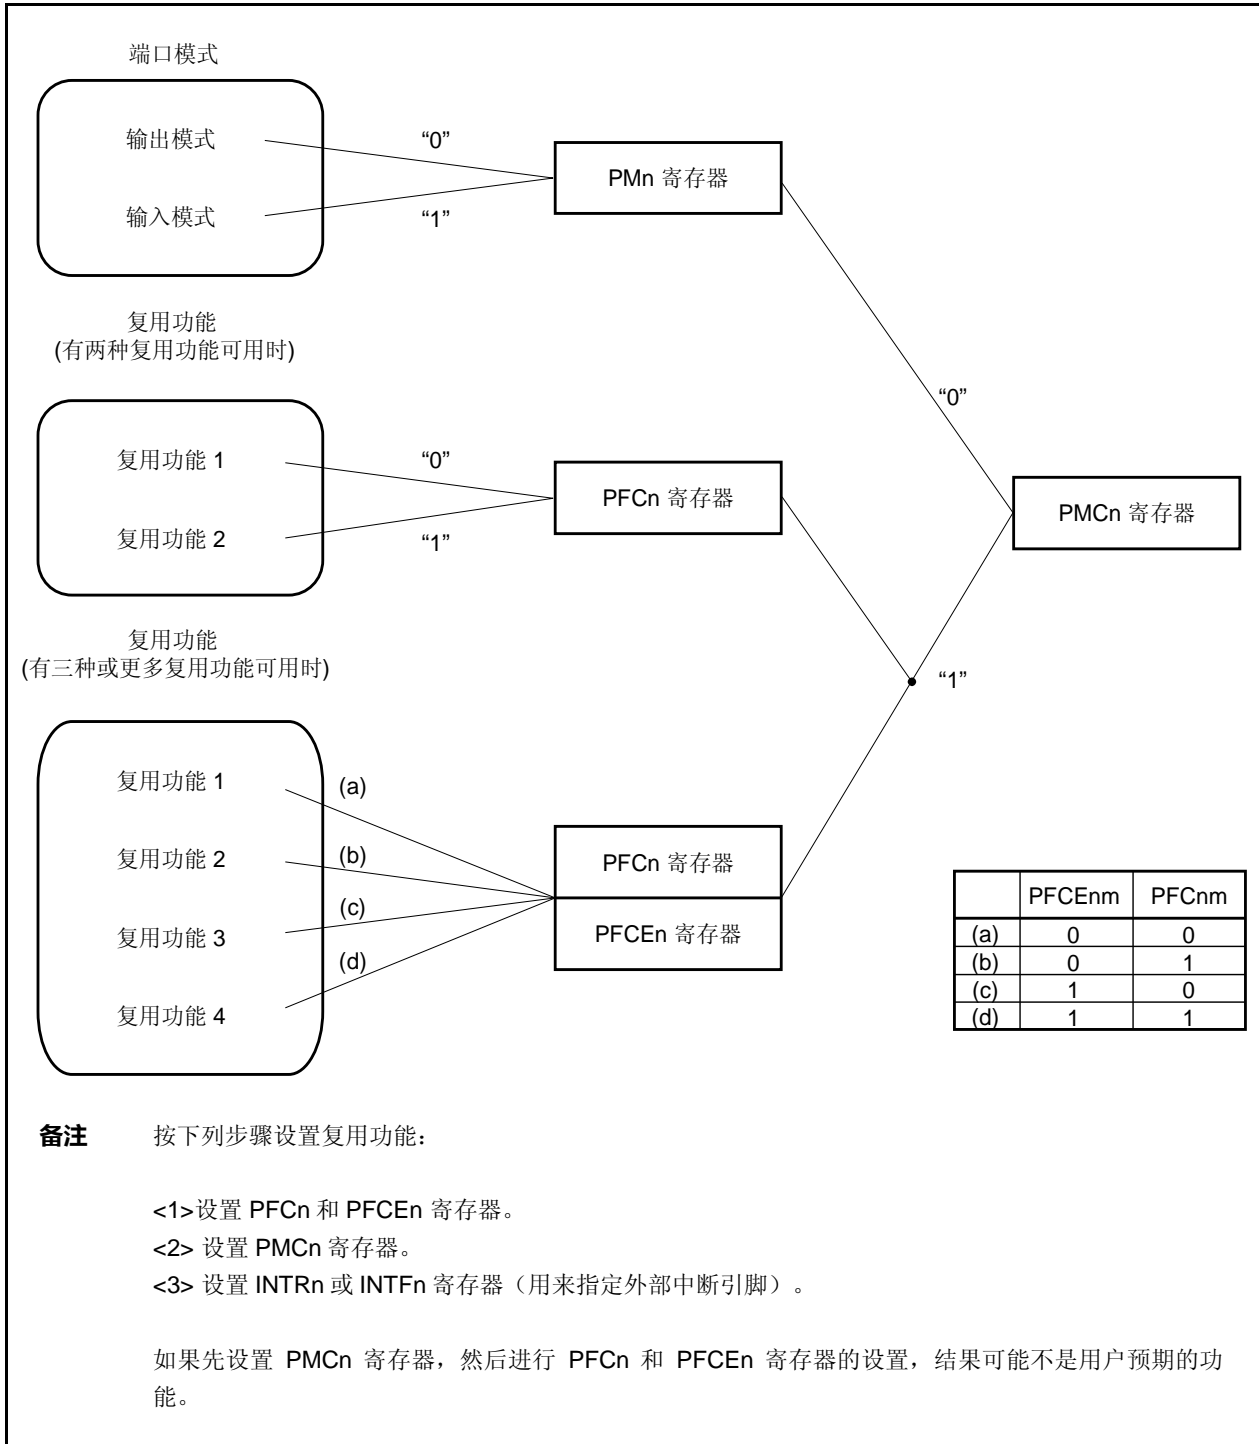 端口模式
输出模式
“0”
PMn 寄存器
输入模式
“1”
复用功能
(有两种复用功能可用时)
“0”
复用功能 1
“0”
PFCn 寄存器
PMCn 寄存器
复用功能 2
“1”
复用功能
(有三种或更多复用功能可用时)
“1”
复用功能 1
(a)
复用功能 2
(b)
PFCn 寄存器
(c)
复用功能 3
PFCEn 寄存器
(d)
复用功能 4
PFCEnm PFCnm
(a) 0 0
(b) 0 1
(c) 1 0
(d) 1 1
备注 按下列步骤设置复用功能：
<1>设置 PFCn 和 PFCEn 寄存器。
<2> 设置 PMCn 寄存器。
<3> 设置 INTRn 或 INTFn 寄存器（用来指定外部中断引脚）。
如果先设置 PMCn 寄存器，然后进行 PFCn 和 PFCEn 寄存器的设置，结果可能不是用户预期的功
能。